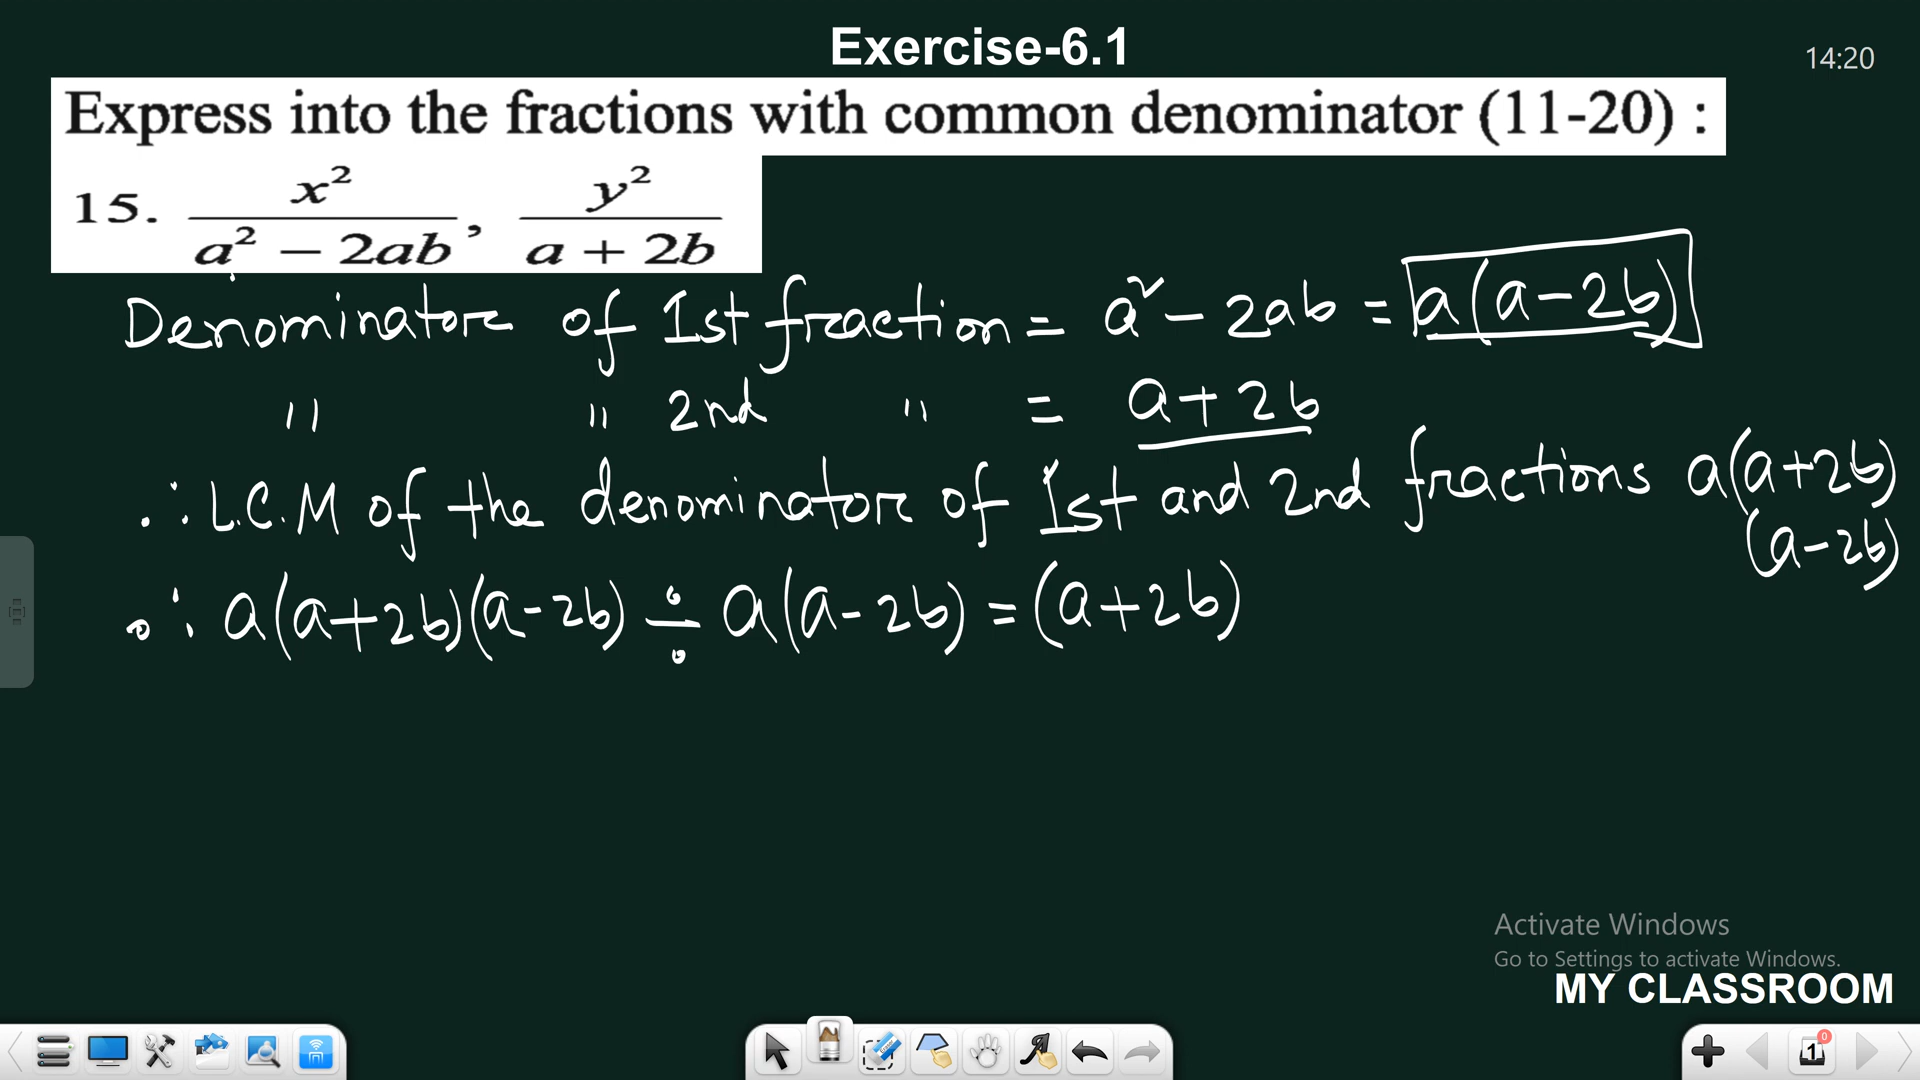 Exercise-6.1
14:20
Express into the fractions with common denominator (11-20) :
15. x²/(a² − 2ab), y²/(a + 2b)
Denominator of 1st fraction = a² − 2ab = a(a−2b)
" " 2nd " = a+2b
∴ L.C.M of the denominator of 1st and 2nd fractions a(a+2b)
(a−2b)
∴ a(a+2b)(a−2b) ÷ a(a−2b) = (a+2b)
Activate Windows
Go to Settings to activate Windows.
MY CLASSROOM
1
0